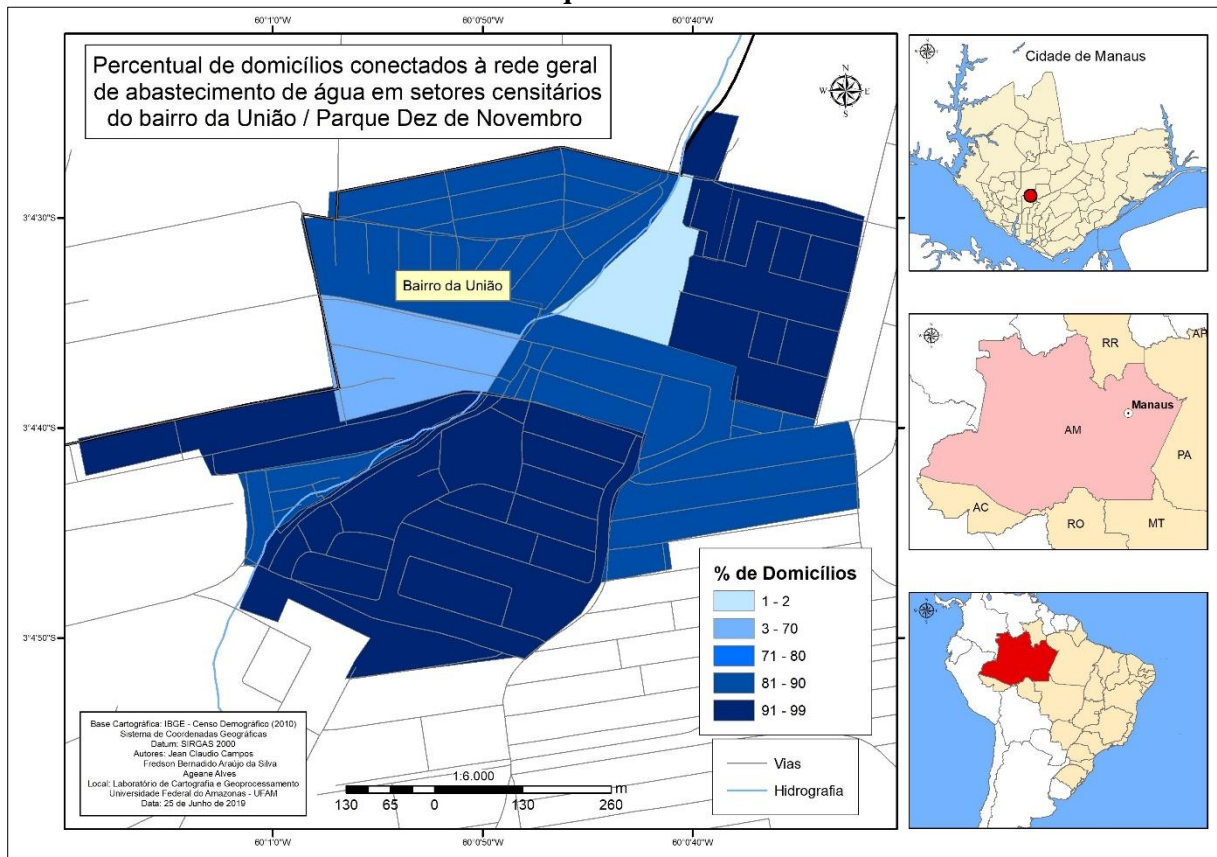 60°1'0"W
60°0'50"W
60°0'40"W
Percentual de domicílios conectados à rede geral
de abastecimento de água em setores censitários
do bairro da União / Parque Dez de Novembro
N
W
E
S
3°4'30"S
3°4'40"S
3°4'50"S
Bairro da União
% de Domicílios
1 - 2
3 - 70
71 - 80
81 - 90
91 - 99
Vias
Hidrografia
Base Cartográfica: IBGE - Censo Demográfico (2010)
Sistema de Coordenadas Geográficas
Datum: SIRGAS 2000
Autores: Jean Claudio Campos
Fredson Bernadido Araújo da Silva
Ageane Alves
Local: Laboratório de Cartografia e Geoprocessamento
Universidade Federal do Amazonas - UFAM
Data: 25 de Junho de 2019
1:6.000
130 65 0 130 260 m
60°1'0"W
60°0'50"W
60°0'40"W
Cidade de Manaus
RR
AP
Manaus
AM
PA
AC
RO
MT